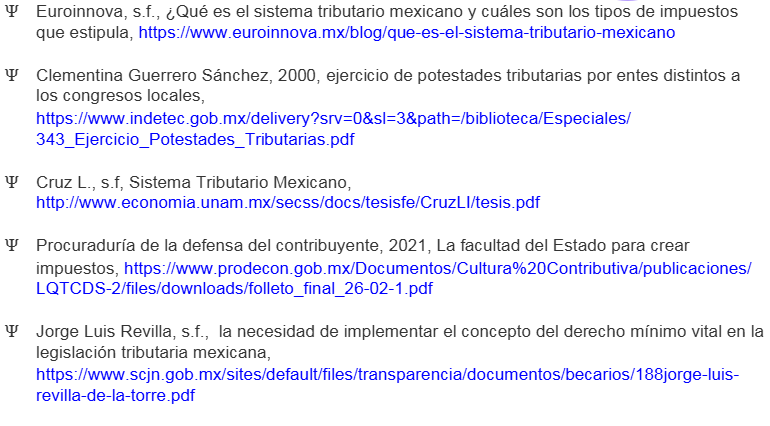 Ψ Euroinnova, s.f., ¿Qué es el sistema tributario mexicano y cuáles son los tipos de impuestos
que estipula, https://www.euroinnova.mx/blog/que-es-el-sistema-tributario-mexicano
Ψ Clementina Guerrero Sánchez, 2000, ejercicio de potestades tributarias por entes distintos a
los congresos locales,
https://www.indetec.gob.mx/delivery?srv=0&sl=3&path=/biblioteca/Especiales/
343_Ejercicio_Potestades_Tributarias.pdf
Ψ Cruz L., s.f, Sistema Tributario Mexicano,
http://www.economia.unam.mx/secss/docs/tesisfe/CruzLI/tesis.pdf
Ψ Procuraduría de la defensa del contribuyente, 2021, La facultad del Estado para crear
impuestos, https://www.prodecon.gob.mx/Documentos/Cultura%20Contributiva/publicaciones/
LQTCDS-2/files/downloads/folleto_final_26-02-1.pdf
Ψ Jorge Luis Revilla, s.f., la necesidad de implementar el concepto del derecho mínimo vital en la
legislación tributaria mexicana,
https://www.scjn.gob.mx/sites/default/files/transparencia/documentos/becarios/188jorge-luis-
revilla-de-la-torre.pdf